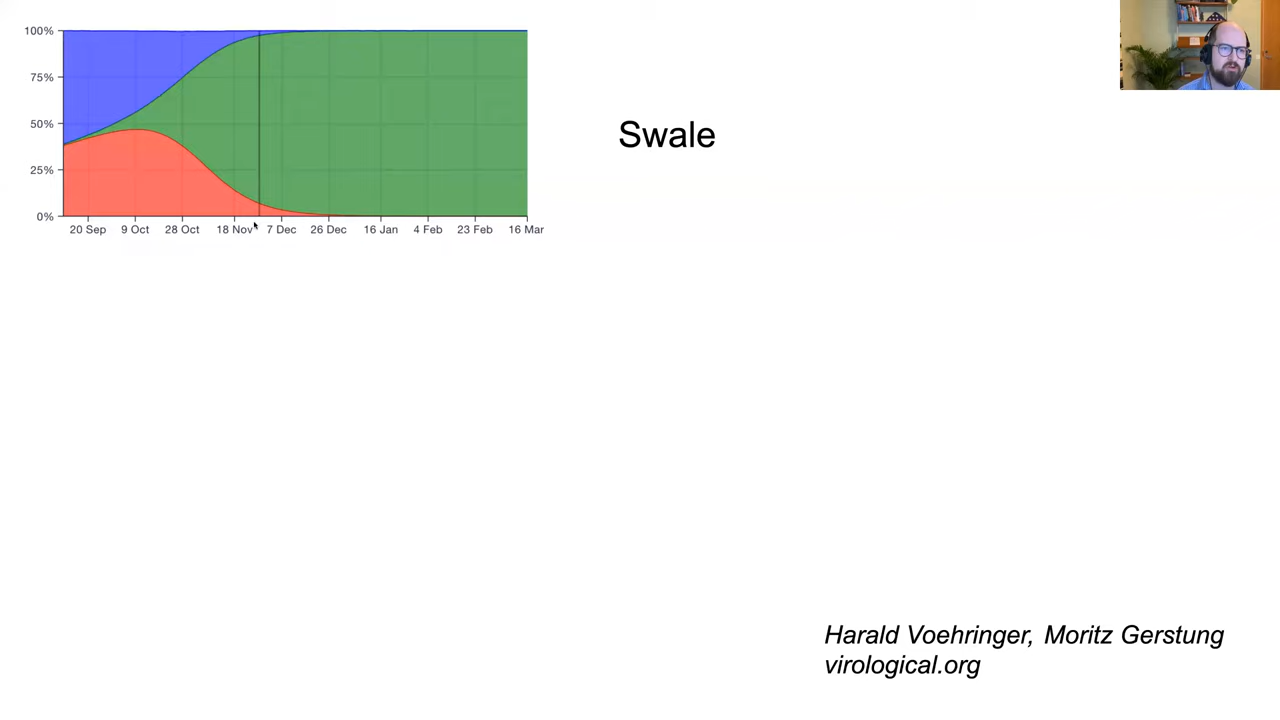 100%
75%
50%
25%
0%
20 Sep 9 Oct 28 Oct 18 Nov 7 Dec 26 Dec 16 Jan 4 Feb 23 Feb 16 Mar
Swale
Harald Voehringer, Moritz Gerstung
virological.org